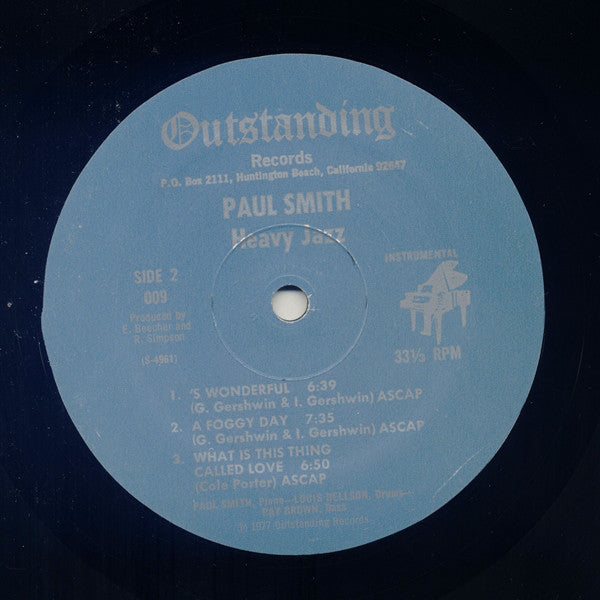 Outstanding
Records
P.O. Box 2111, Huntington Beach, California 92647
PAUL SMITH
Heavy Jazz
INSTRUMENTAL
SIDE 2
009
Produced by
E. Beecher and
R. Simpson
(S-4961)
33⅓ RPM
1. 'S WONDERFUL 6:39
(G. Gershwin & I. Gershwin) ASCAP
2. A FOGGY DAY 7:35
(G. Gershwin & I. Gershwin) ASCAP
3. WHAT IS THIS THING
CALLED LOVE 6:50
(Cole Porter) ASCAP
PAUL SMITH, Piano—LOUIS BELLSON, Drums—
RAY BROWN, Bass
℗ 1977 Outstanding Records